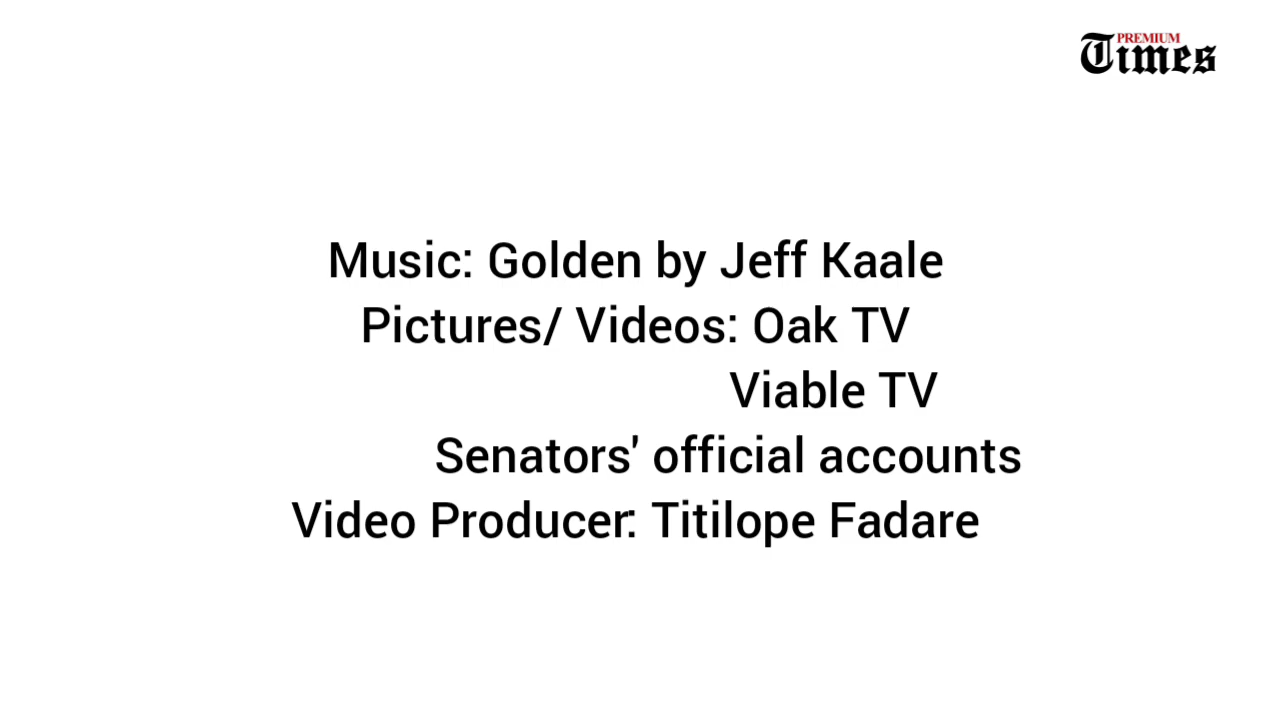 PREMIUM
Times
Music: Golden by Jeff Kaale
Pictures/ Videos: Oak TV
Viable TV
Senators' official accounts
Video Producer: Titilope Fadare